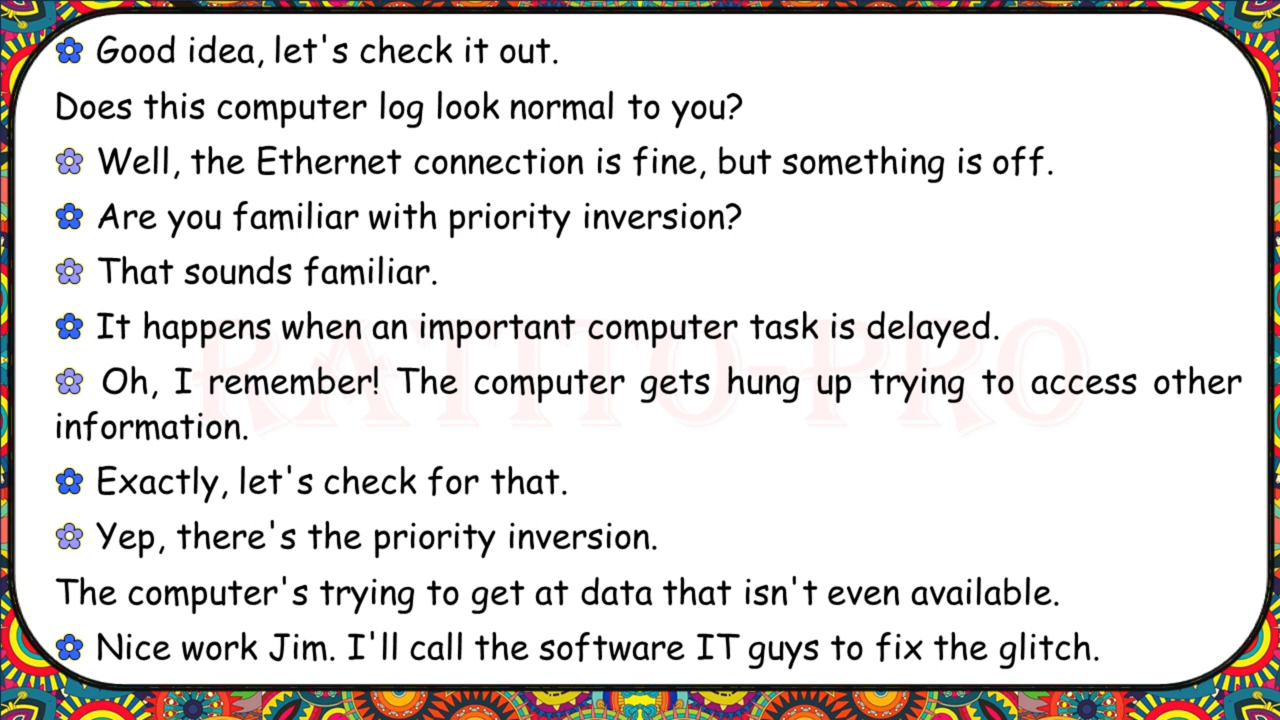 Good idea, let's check it out.
Does this computer log look normal to you?
Well, the Ethernet connection is fine, but something is off.
Are you familiar with priority inversion?
That sounds familiar.
It happens when an important computer task is delayed.
Oh, I remember! The computer gets hung up trying to access other
information.
Exactly, let's check for that.
Yep, there's the priority inversion.
The computer's trying to get at data that isn't even available.
Nice work Jim. I'll call the software IT guys to fix the glitch.
RATITO-PRO